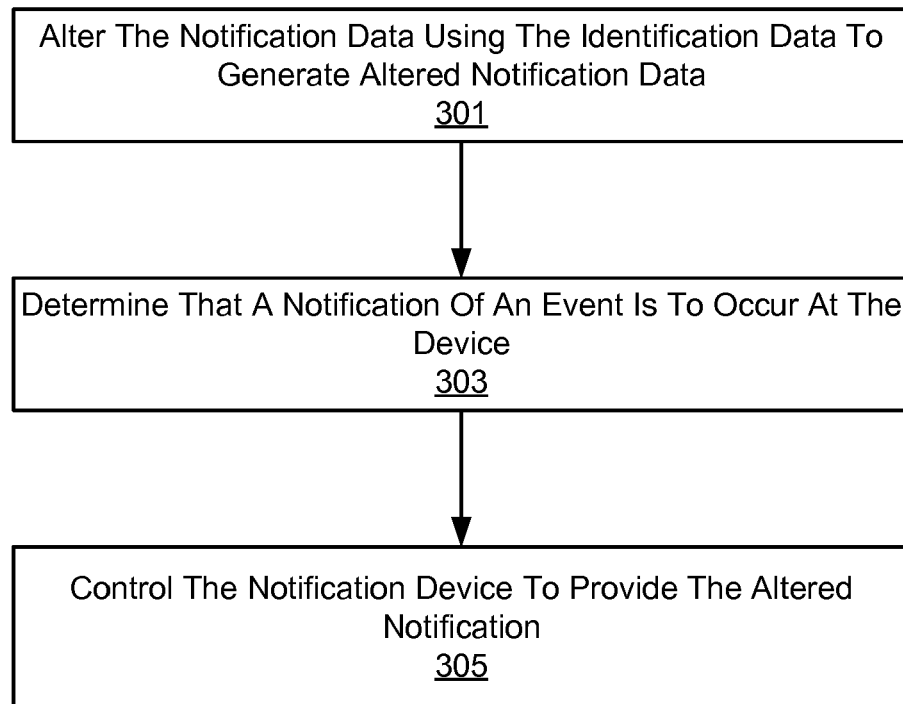 Alter The Notification Data Using The Identification Data To
Generate Altered Notification Data
301
Determine That A Notification Of An Event Is To Occur At The
Device
303
Control The Notification Device To Provide The Altered
Notification
305